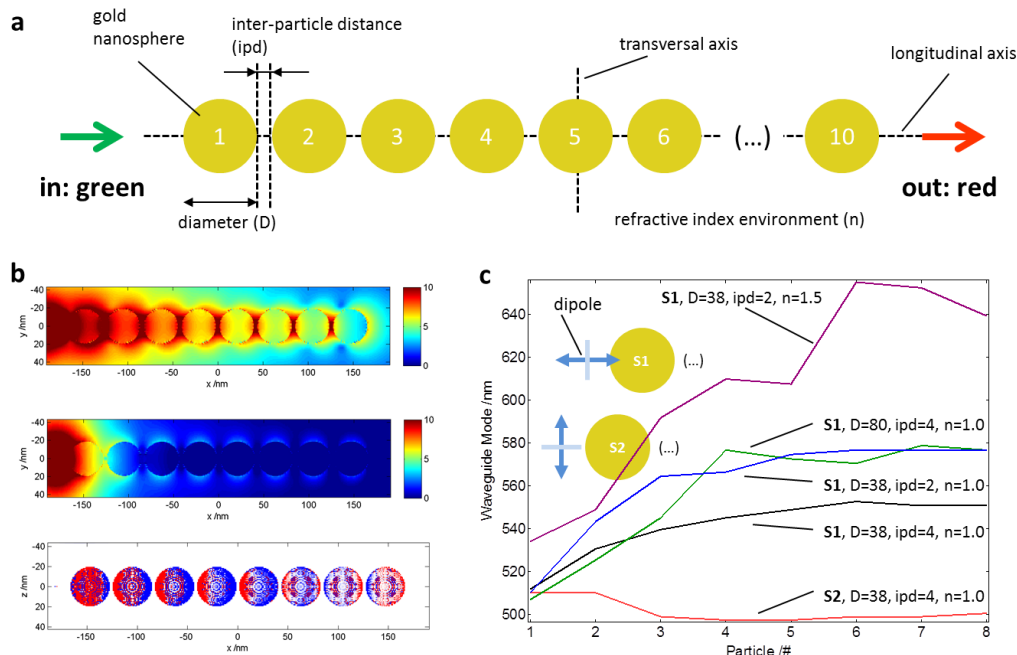 a
gold
nanosphere
inter-particle distance
(ipd)
transversal axis
longitudinal axis
1 2 3 4 5 6 (...) 10
in: green
out: red
diameter (D)
refractive index environment (n)
b
-40
-20
0
20
40
y /nm
-150 -100 -50 0 50 100 150
x /nm
10
5
0
-40
-20
0
20
40
y /nm
-150 -100 -50 0 50 100 150
x /nm
10
5
0
-40
-20
0
20
40
z /nm
-150 -100 -50 0 50 100 150
x /nm
c
Waveguide Mode /nm
640
620
600
580
560
540
520
500
1 2 3 4 5 6 7 8
Particle /#
dipole
S1
(...)
S2
(...)
S1, D=38, ipd=2, n=1.5
S1, D=80, ipd=4, n=1.0
S1, D=38, ipd=2, n=1.0
S1, D=38, ipd=4, n=1.0
S2, D=38, ipd=4, n=1.0